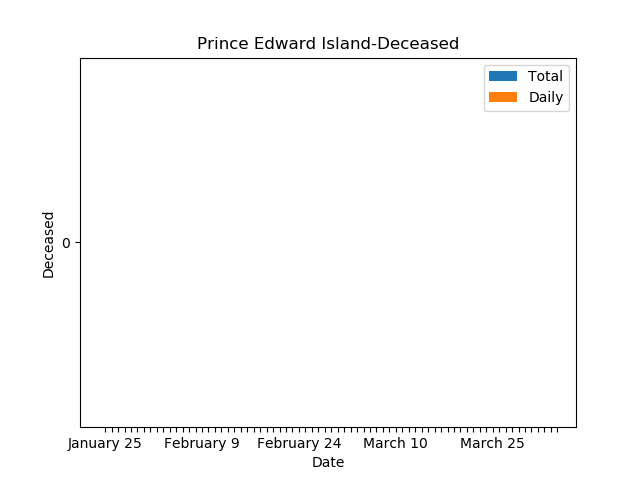 Prince Edward Island-Deceased
Total
Daily
Deceased
0
January 25 February 9 February 24 March 10 March 25
Date